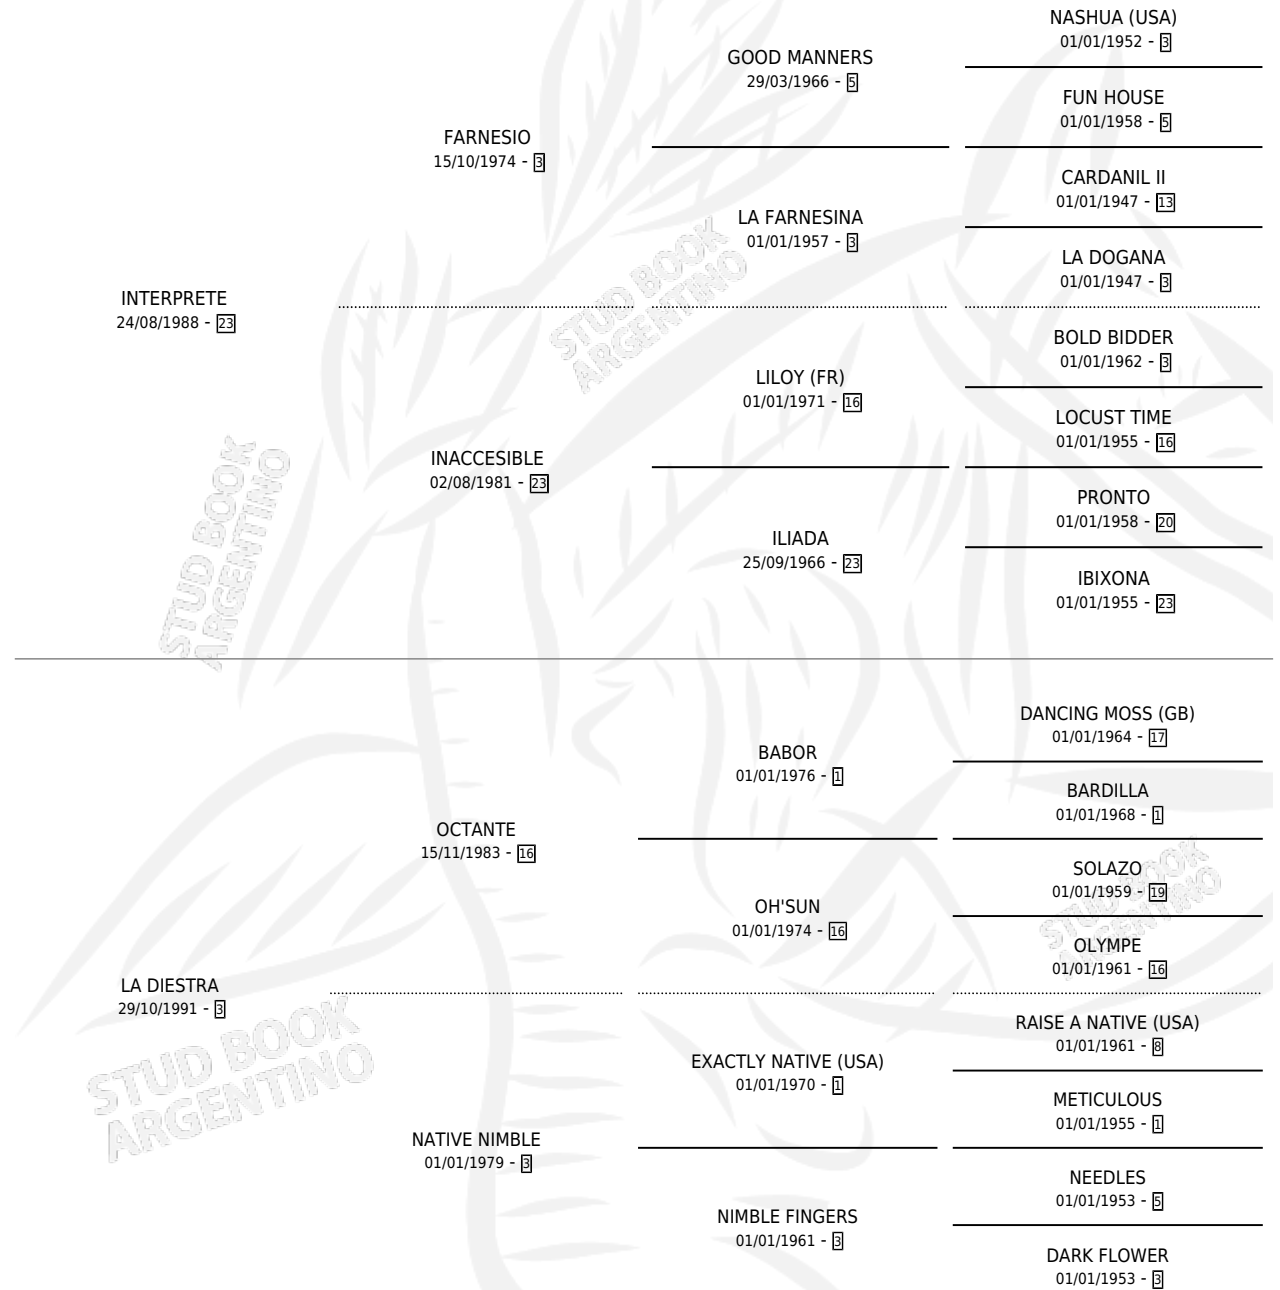 NASHUA (USA)
01/01/1952 - 3
GOOD MANNERS
29/03/1966 - 5
FUN HOUSE
01/01/1958 - 5
FARNESIO
15/10/1974 - 3
CARDANIL II
01/01/1947 - 13
LA FARNESINA
01/01/1957 - 3
LA DOGANA
01/01/1947 - 3
INTERPRETE
24/08/1988 - 23
STUD BOOK
ARGENTINO
BOLD BIDDER
01/01/1962 - 3
LILOY (FR)
01/01/1971 - 16
LOCUST TIME
01/01/1955 - 16
INACCESIBLE
02/08/1981 - 23
PRONTO
01/01/1958 - 20
ILIADA
25/09/1966 - 23
IBIXONA
01/01/1955 - 23
STUD BOOK
ARGENTINO
DANCING MOSS (GB)
01/01/1964 - 17
BABOR
01/01/1976 - 1
BARDILLA
01/01/1968 - 1
OCTANTE
15/11/1983 - 16
SOLAZO
01/01/1959 - 19
OH'SUN
01/01/1974 - 16
OLYMPE
01/01/1961 - 16
STUD BOOK
ARGENTINO
LA DIESTRA
29/10/1991 - 3
RAISE A NATIVE (USA)
01/01/1961 - 8
EXACTLY NATIVE (USA)
01/01/1970 - 1
METICULOUS
01/01/1955 - 1
STUD BOOK
ARGENTINO
NATIVE NIMBLE
01/01/1979 - 3
NEEDLES
01/01/1953 - 5
NIMBLE FINGERS
01/01/1961 - 3
DARK FLOWER
01/01/1953 - 3